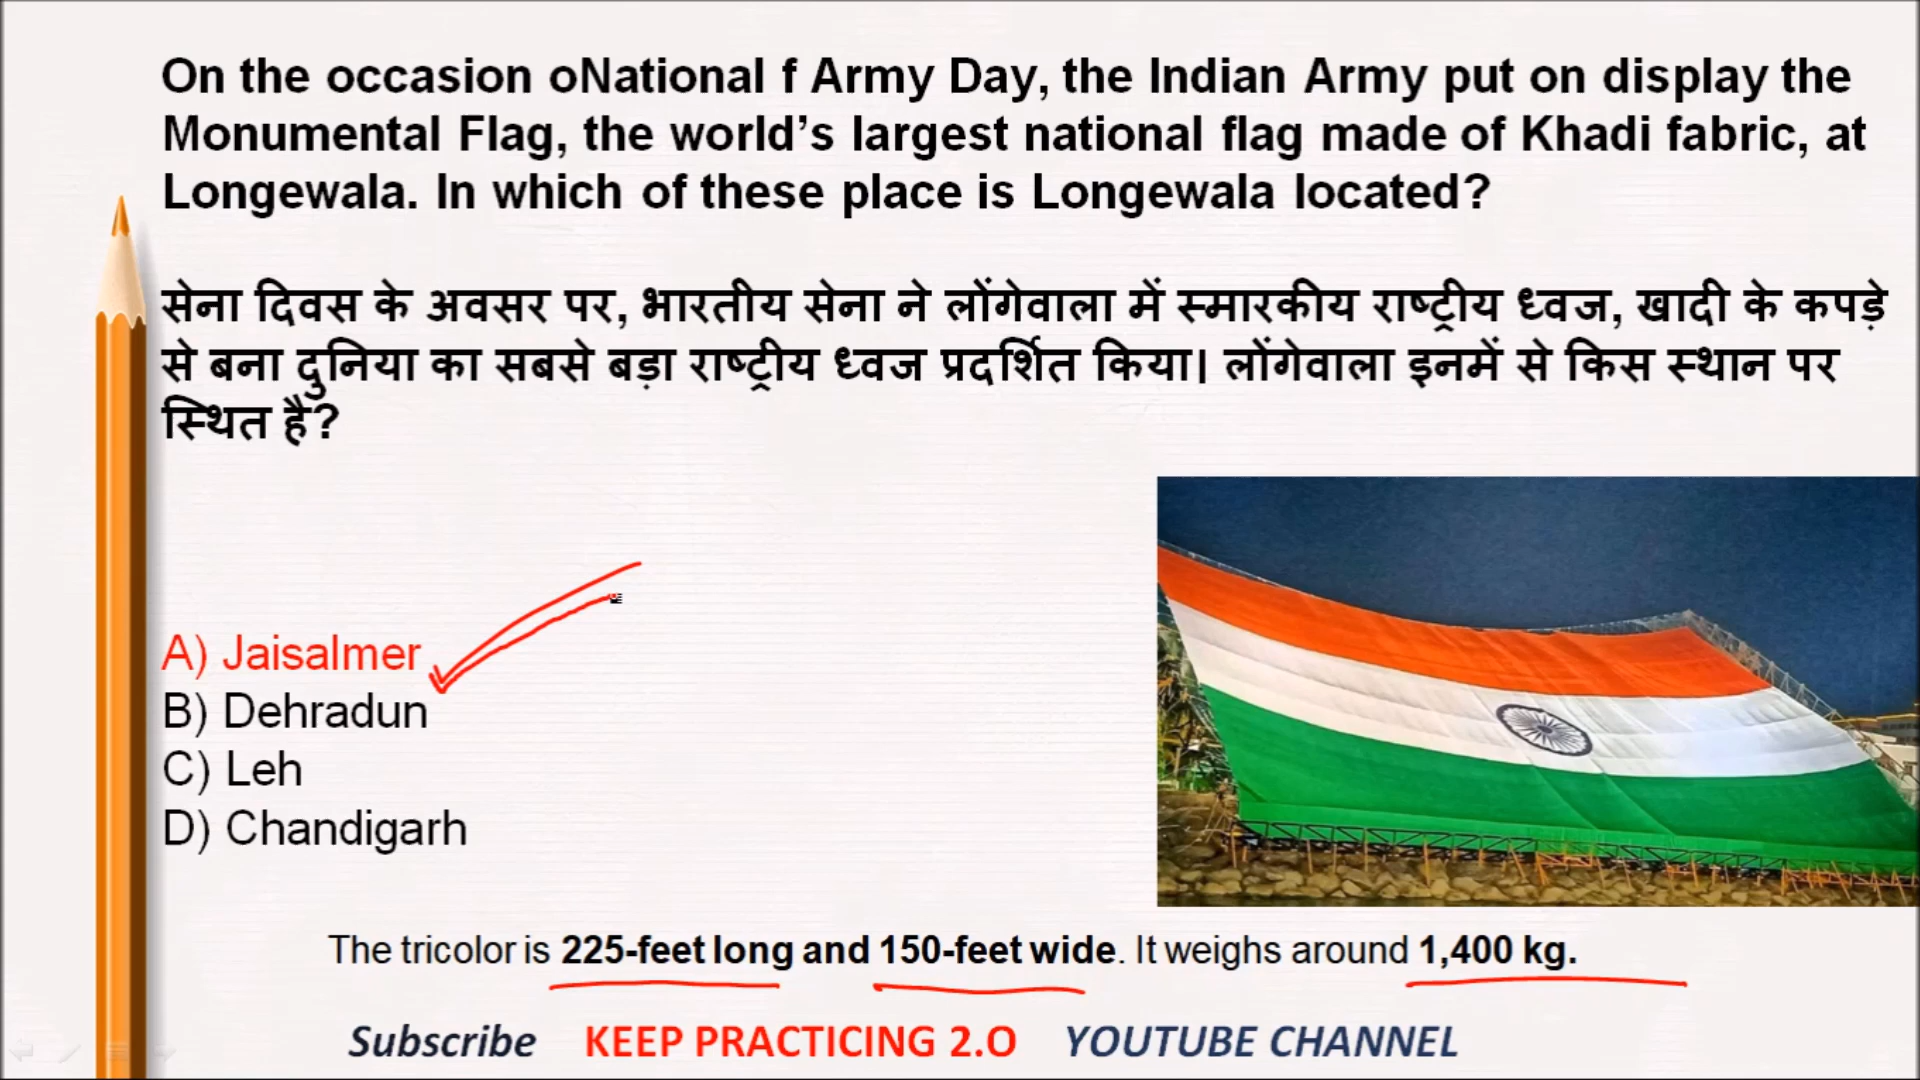 On the occasion oNational f Army Day, the Indian Army put on display the
Monumental Flag, the world’s largest national flag made of Khadi fabric, at
Longewala. In which of these place is Longewala located?
सेना दिवस के अवसर पर, भारतीय सेना ने लोंगेवाला में स्मारकीय राष्ट्रीय ध्वज, खादी के कपड़े
से बना दुनिया का सबसे बड़ा राष्ट्रीय ध्वज प्रदर्शित किया। लोंगेवाला इनमें से किस स्थान पर
स्थित है?
A) Jaisalmer
B) Dehradun
C) Leh
D) Chandigarh
The tricolor is 225-feet long and 150-feet wide. It weighs around 1,400 kg.
Subscribe KEEP PRACTICING 2.O YOUTUBE CHANNEL